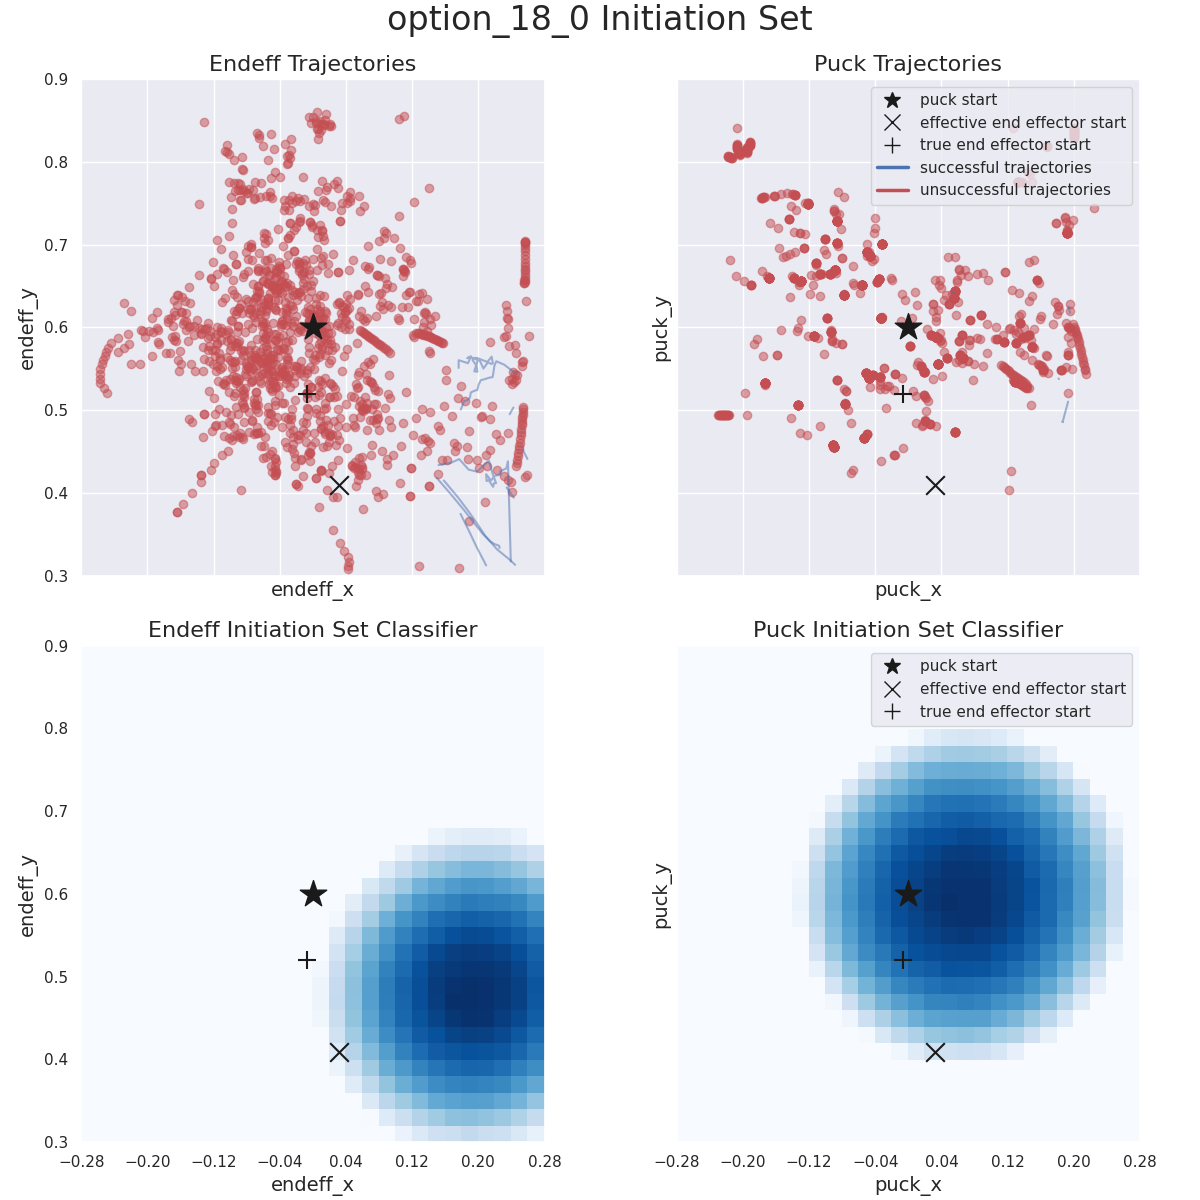 option_18_0 Initiation Set
Endeff Trajectories
endeff_y
0.9
0.8
0.7
0.6
0.5
0.4
0.3
endeff_x
Puck Trajectories
puck_y
puck start
effective end effector start
true end effector start
successful trajectories
unsuccessful trajectories
puck_x
Endeff Initiation Set Classifier
endeff_y
0.9
0.8
0.7
0.6
0.5
0.4
0.3
−0.28 −0.20 −0.12 −0.04 0.04 0.12 0.20 0.28
endeff_x
Puck Initiation Set Classifier
puck_y
puck start
effective end effector start
true end effector start
−0.28 −0.20 −0.12 −0.04 0.04 0.12 0.20 0.28
puck_x